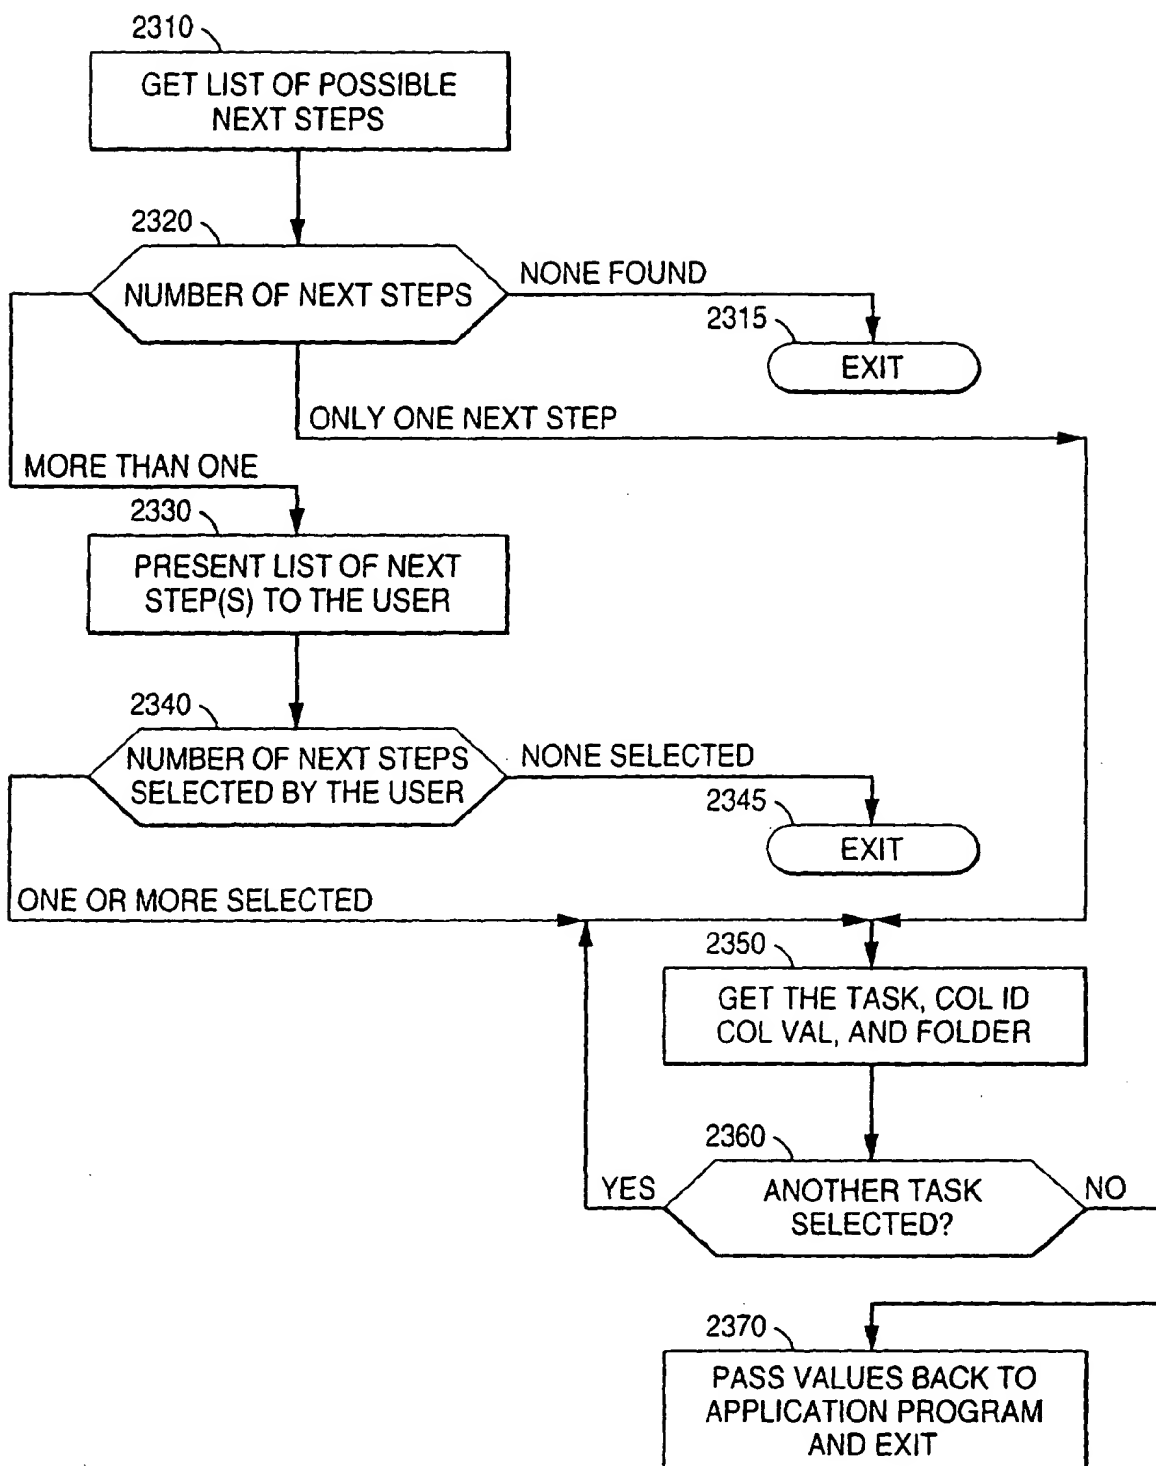 2310
GET LIST OF POSSIBLE
NEXT STEPS
2320
NUMBER OF NEXT STEPS
NONE FOUND
2315
EXIT
ONLY ONE NEXT STEP
MORE THAN ONE
2330
PRESENT LIST OF NEXT
STEP(S) TO THE USER
2340
NUMBER OF NEXT STEPS
SELECTED BY THE USER
NONE SELECTED
2345
EXIT
ONE OR MORE SELECTED
2350
GET THE TASK, COL ID
COL VAL, AND FOLDER
2360
YES
ANOTHER TASK
SELECTED?
NO
2370
PASS VALUES BACK TO
APPLICATION PROGRAM
AND EXIT